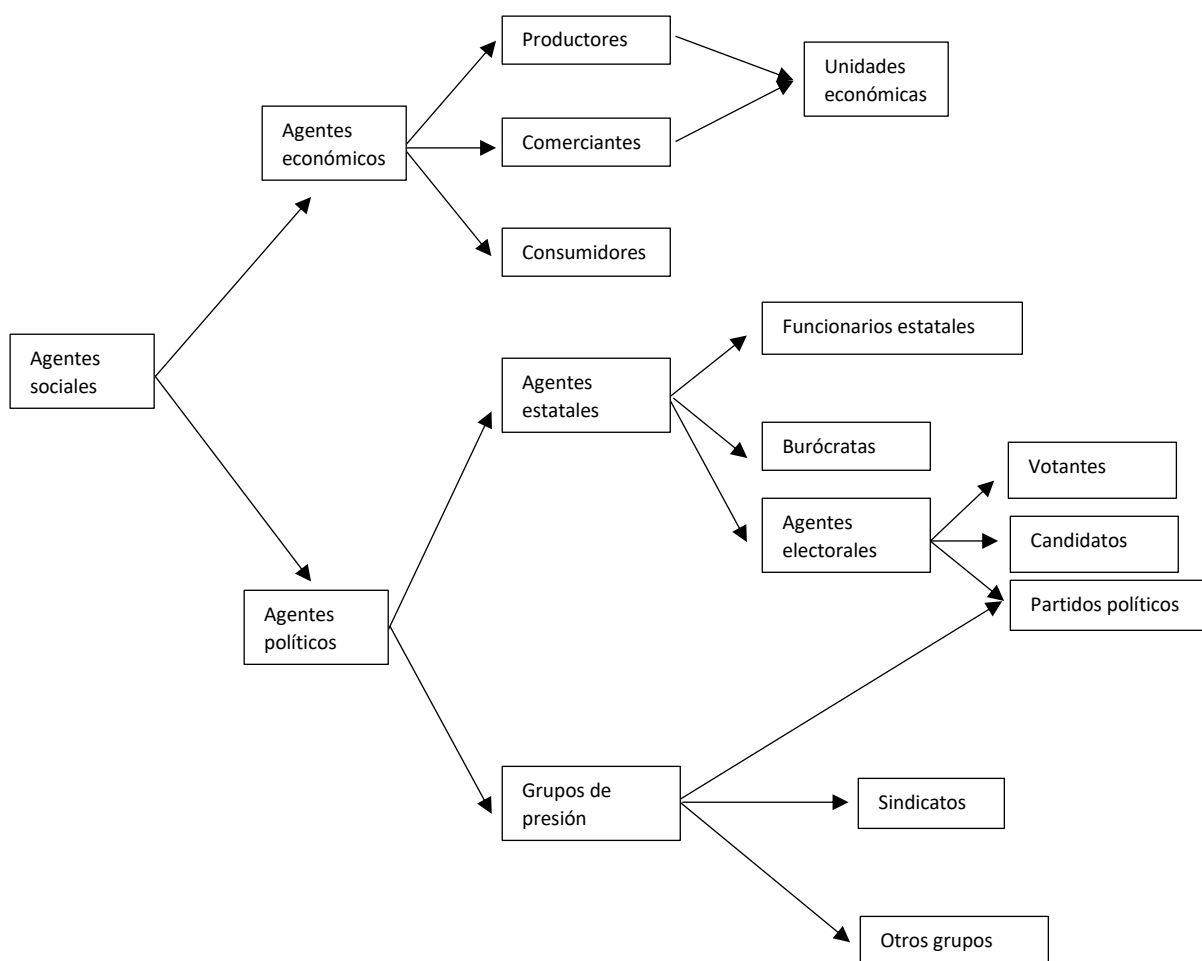 Productores
Unidades
económicas
Agentes
económicos
Comerciantes
Consumidores
Funcionarios estatales
Agentes
sociales
Agentes
estatales
Burócratas
Votantes
Agentes
electorales
Candidatos
Partidos políticos
Agentes
políticos
Grupos de
presión
Sindicatos
Otros grupos